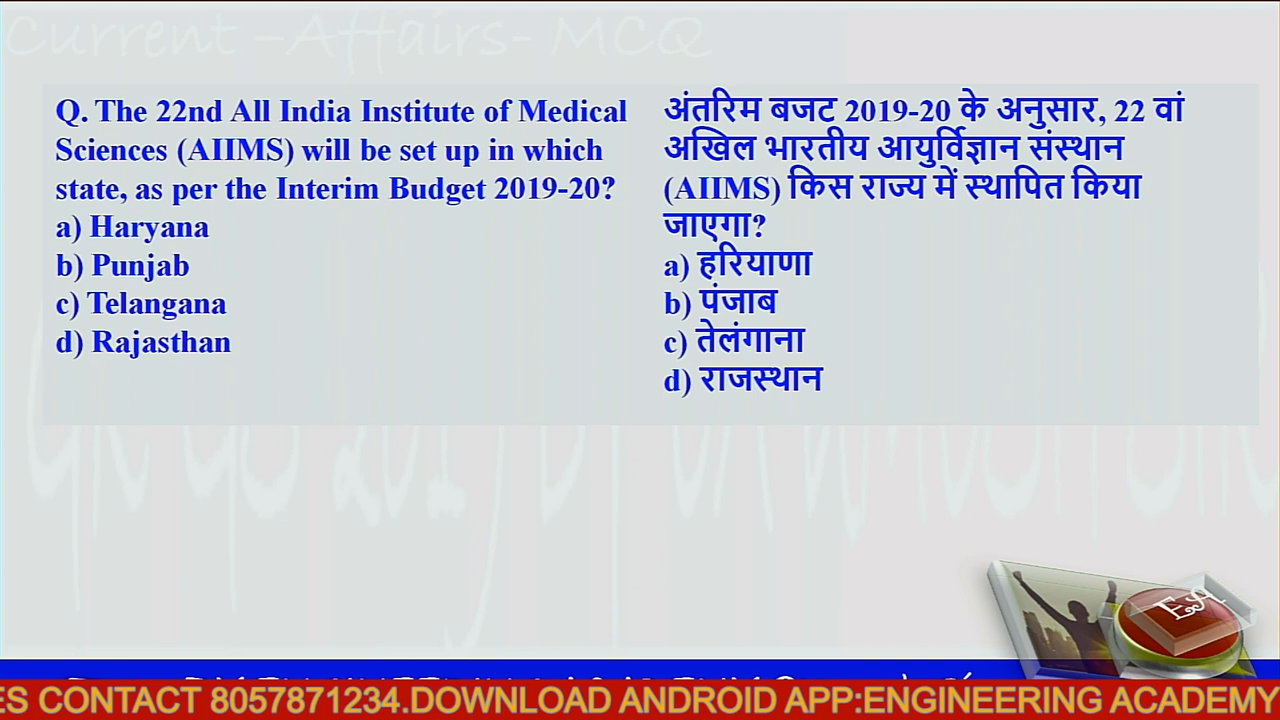 Current -Affairs- MCQ
Q. The 22nd All India Institute of Medical
Sciences (AIIMS) will be set up in which
state, as per the Interim Budget 2019-20?
a) Haryana
b) Punjab
c) Telangana
d) Rajasthan
अंतरिम बजट 2019-20 के अनुसार, 22 वां
अखिल भारतीय आयुर्विज्ञान संस्थान
(AIIMS) किस राज्य में स्थापित किया
जाएगा?
a) हरियाणा
b) पंजाब
c) तेलंगाना
d) राजस्थान
EA
ES CONTACT 8057871234.DOWNLOAD ANDROID APP:ENGINEERING ACADEMY